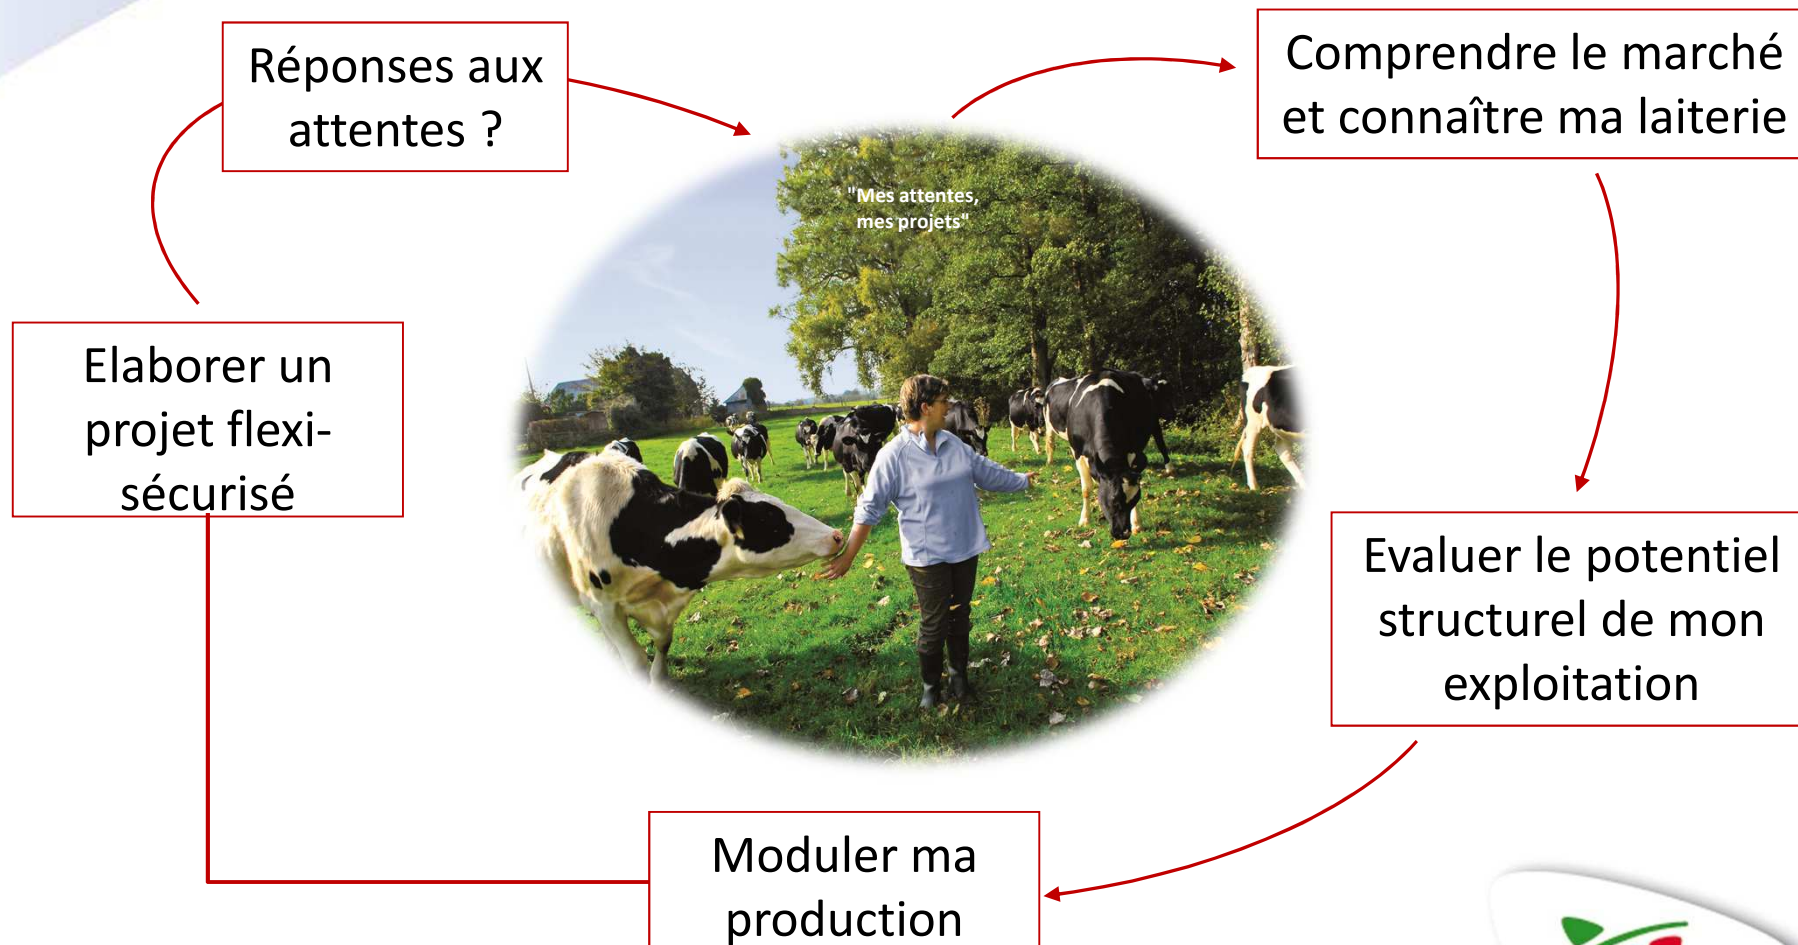 Réponses aux
attentes ?
Comprendre le marché
et connaître ma laiterie
"Mes attentes,
mes projets"
Elaborer un
projet flexi-
sécurisé
Evaluer le potentiel
structurel de mon
exploitation
Moduler ma
production